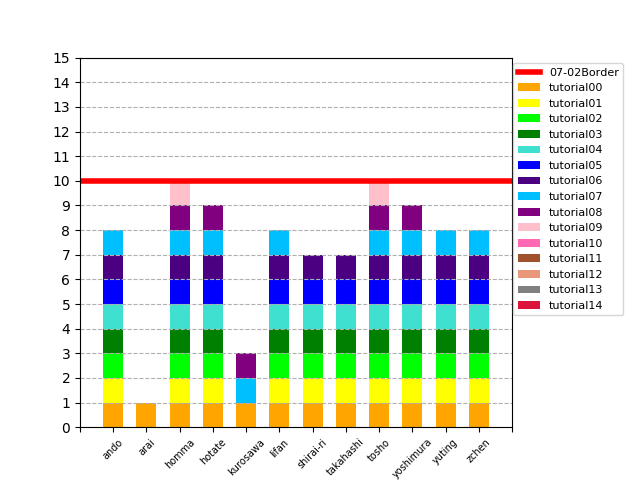 15
14
13
12
11
10
9
8
7
6
5
4
3
2
1
0
ando
arai
homma
hotate
kurosawa
lifan
shirai-ri
takahashi
tosho
yoshimura
yuting
zchen
07-02Border
tutorial00
tutorial01
tutorial02
tutorial03
tutorial04
tutorial05
tutorial06
tutorial07
tutorial08
tutorial09
tutorial10
tutorial11
tutorial12
tutorial13
tutorial14